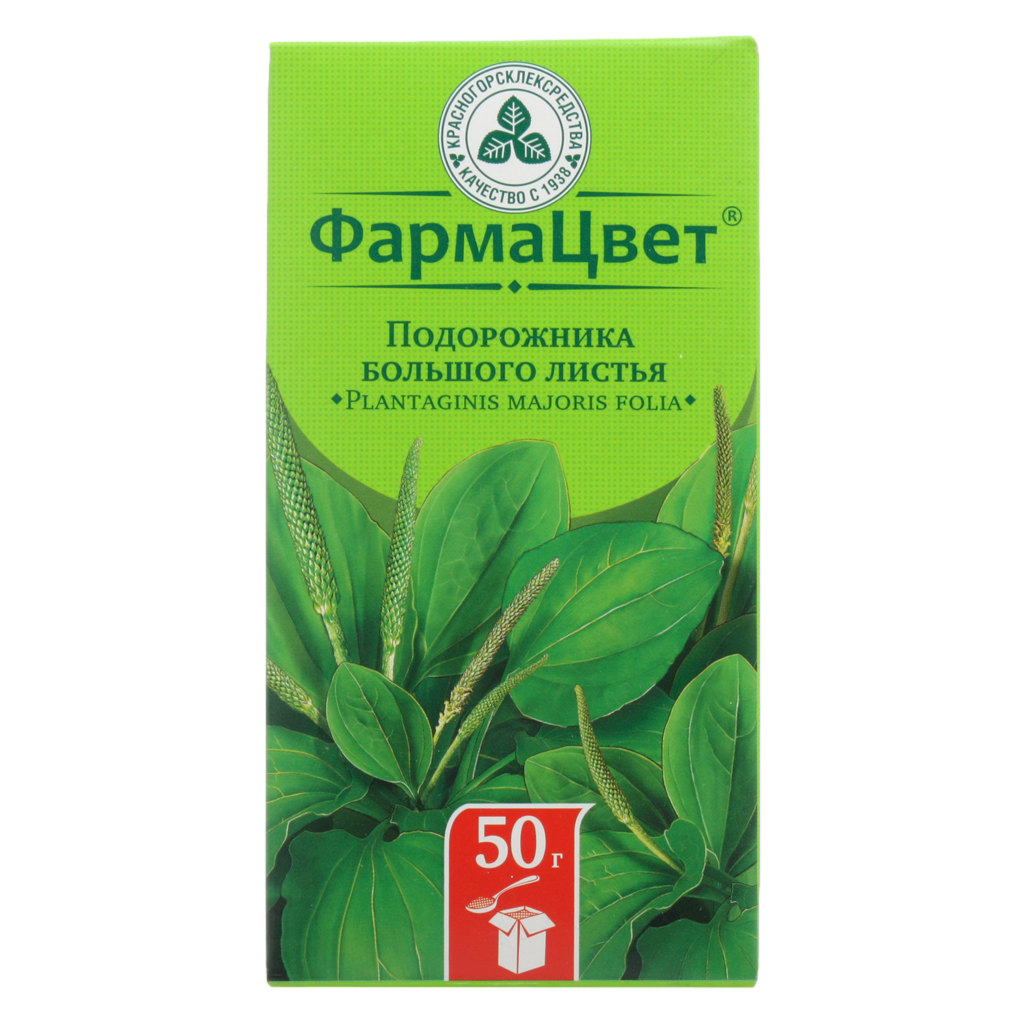 КРАСНОГОРСКЛЕКСРЕДСТВА
КАЧЕСТВО С 1938
ФармаЦвет®
Подорожника
большого листья
Plantaginis majoris folia
50 г